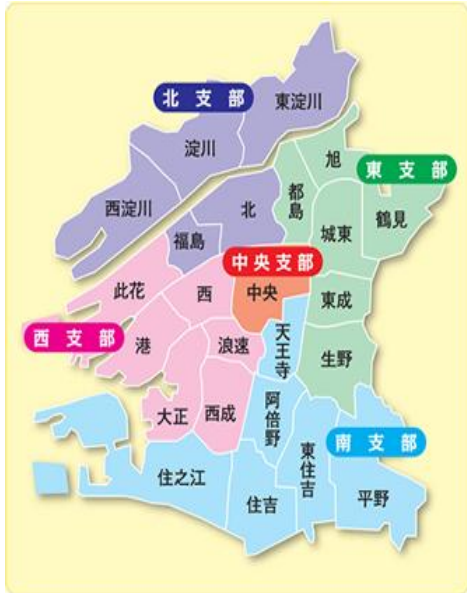 東淀川
北支部
淀川
旭
東支部
西淀川
北
都島
鶴見
福島
城東
中央支部
此花
西
中央
東成
西支部
港
浪速
天王寺
生野
大正
西成
阿倍野
東住吉
南支部
住之江
住吉
平野